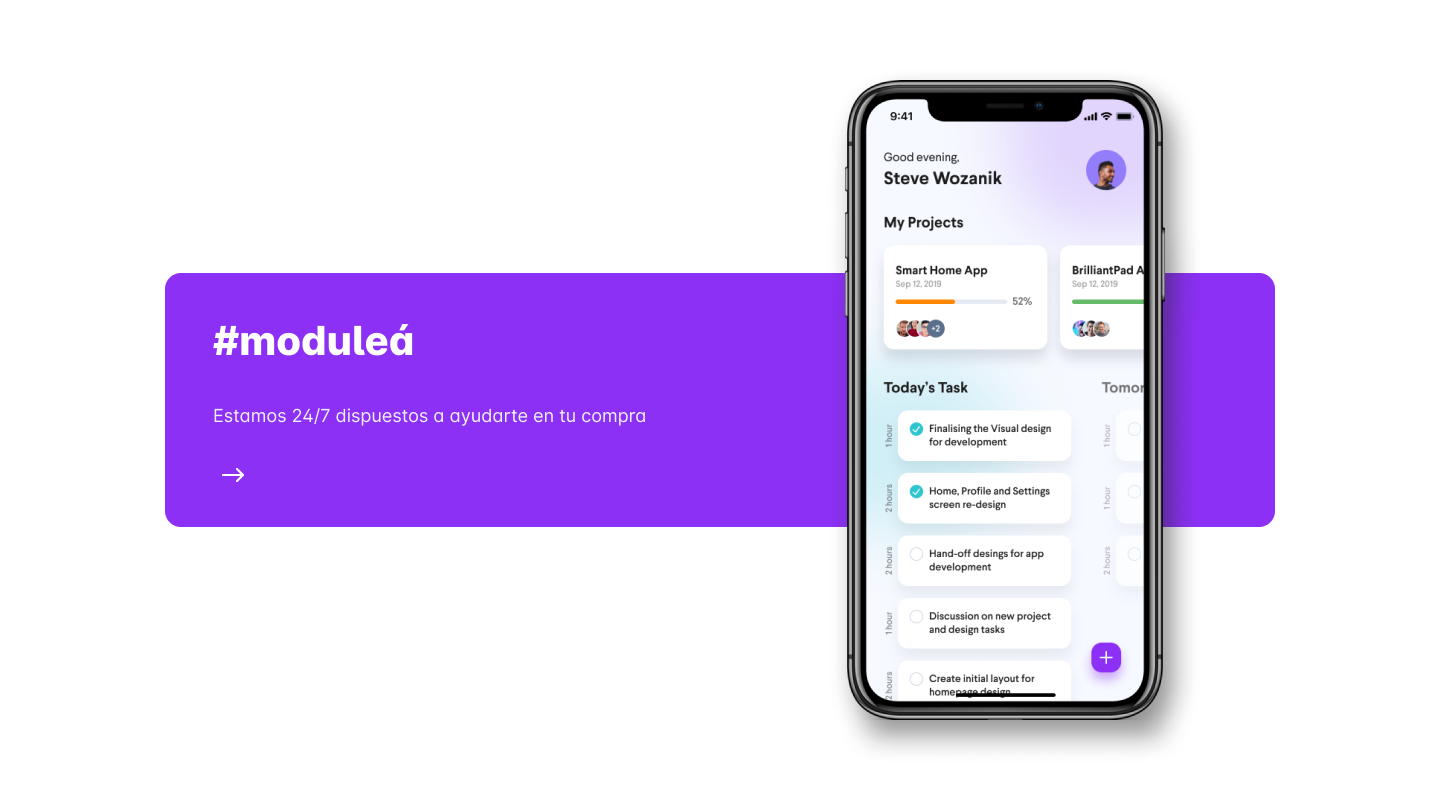 #moduleá
Estamos 24/7 dispuestos a ayudarte en tu compra
9:41
Good evening,
Steve Wozanik
My Projects
Smart Home App
Sep 12, 2019
52%
+2
BrilliantPad A
Sep 12, 2019
Today's Task
Tomor
1 hour
Finalising the Visual design
for development
1 hour
2 hours
Home, Profile and Settings
screen re-design
1 hour
2 hours
Hand-off desings for app
development
2 hours
1 hour
Discussion on new project
and design tasks
2 hours
Create initial layout for
homepage design